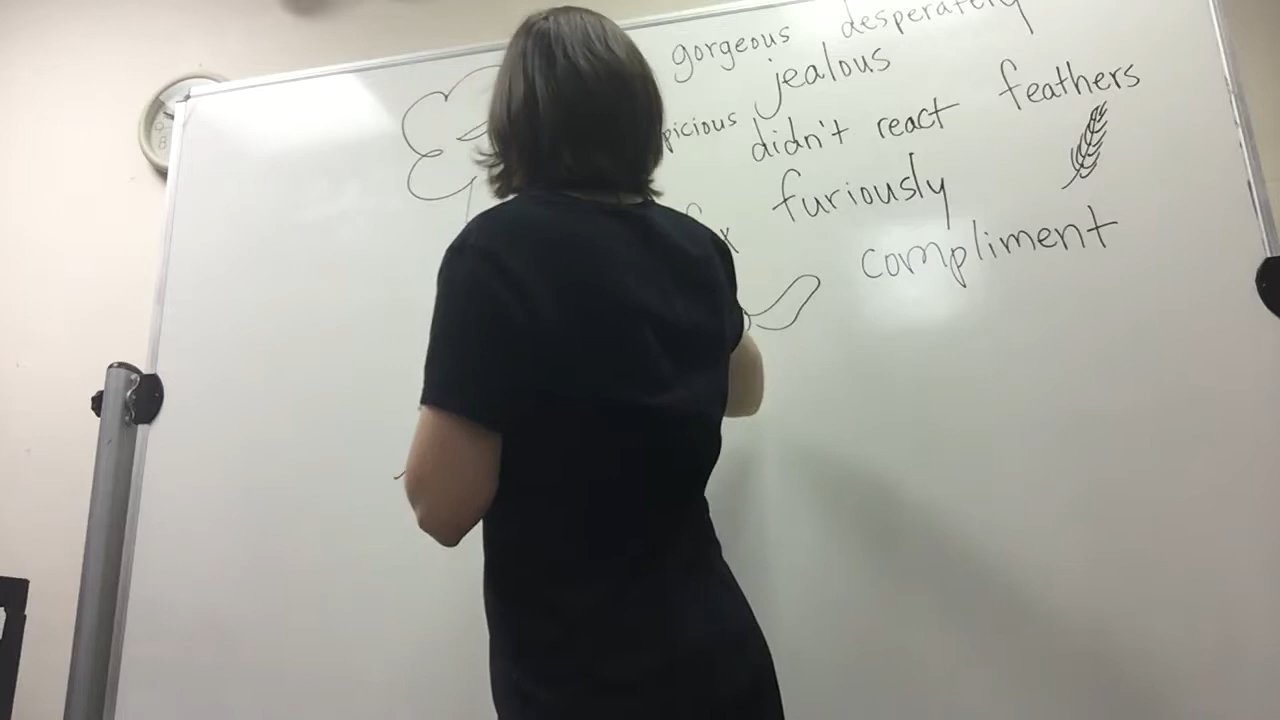 gorgeous desperately
jealous
picious didn't react feathers
furiously
compliment